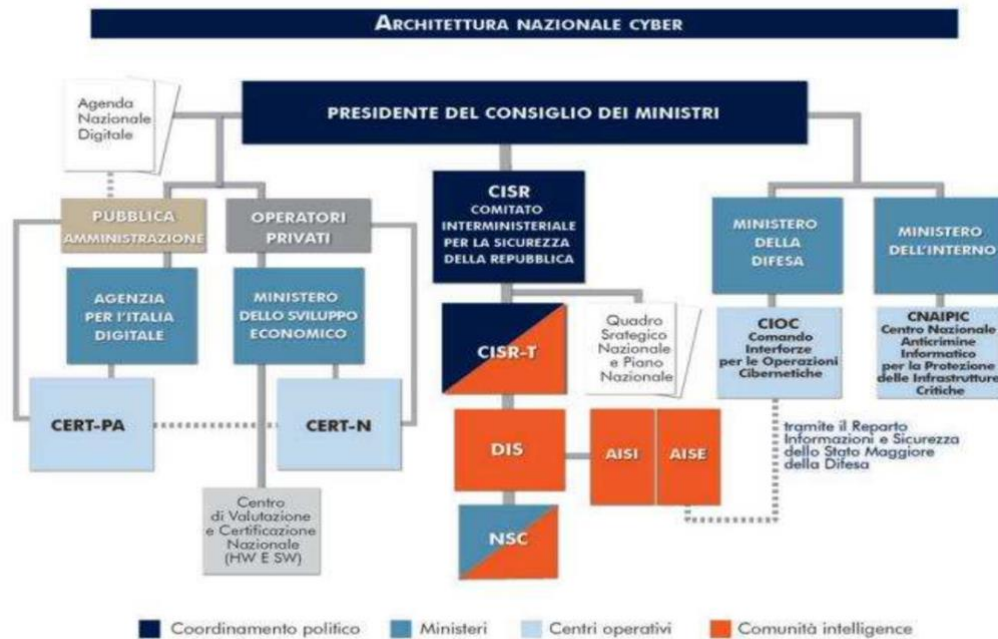 ARCHITETTURA NAZIONALE CYBER
Agenda
Nazionale
Digitale
PRESIDENTE DEL CONSIGLIO DEI MINISTRI
PUBBLICA
AMMINISTRAZIONE
OPERATORI
PRIVATI
CISR
COMITATO
INTERMINISTERIALE
PER LA SICUREZZA
DELLA REPUBBLICA
MINISTERO
DELLA
DIFESA
MINISTERO
DELL'INTERNO
AGENZIA
PER L'ITALIA
DIGITALE
MINISTERO
DELLO SVILUPPO
ECONOMICO
CISR-T
Quadro
Srategico
Nazionale
e Piano
Nazionale
CIOC
Comando
Interforze
per le Operazioni
Cibernetiche
CNAIPIC
Centro Nazionale
Anticrimine
Informatico
per la Protezione
delle Infrastrutture
Critiche
CERT-PA
CERT-N
DIS
AISI
AISE
tramite il Reparto
Informazioni e Sicurezza
dello Stato Maggiore
della Difesa
Centro
di Valutazione
e Certificazione
Nazionale
(HW E SW)
NSC
Coordinamento politico
Ministeri
Centri operativi
Comunità intelligence